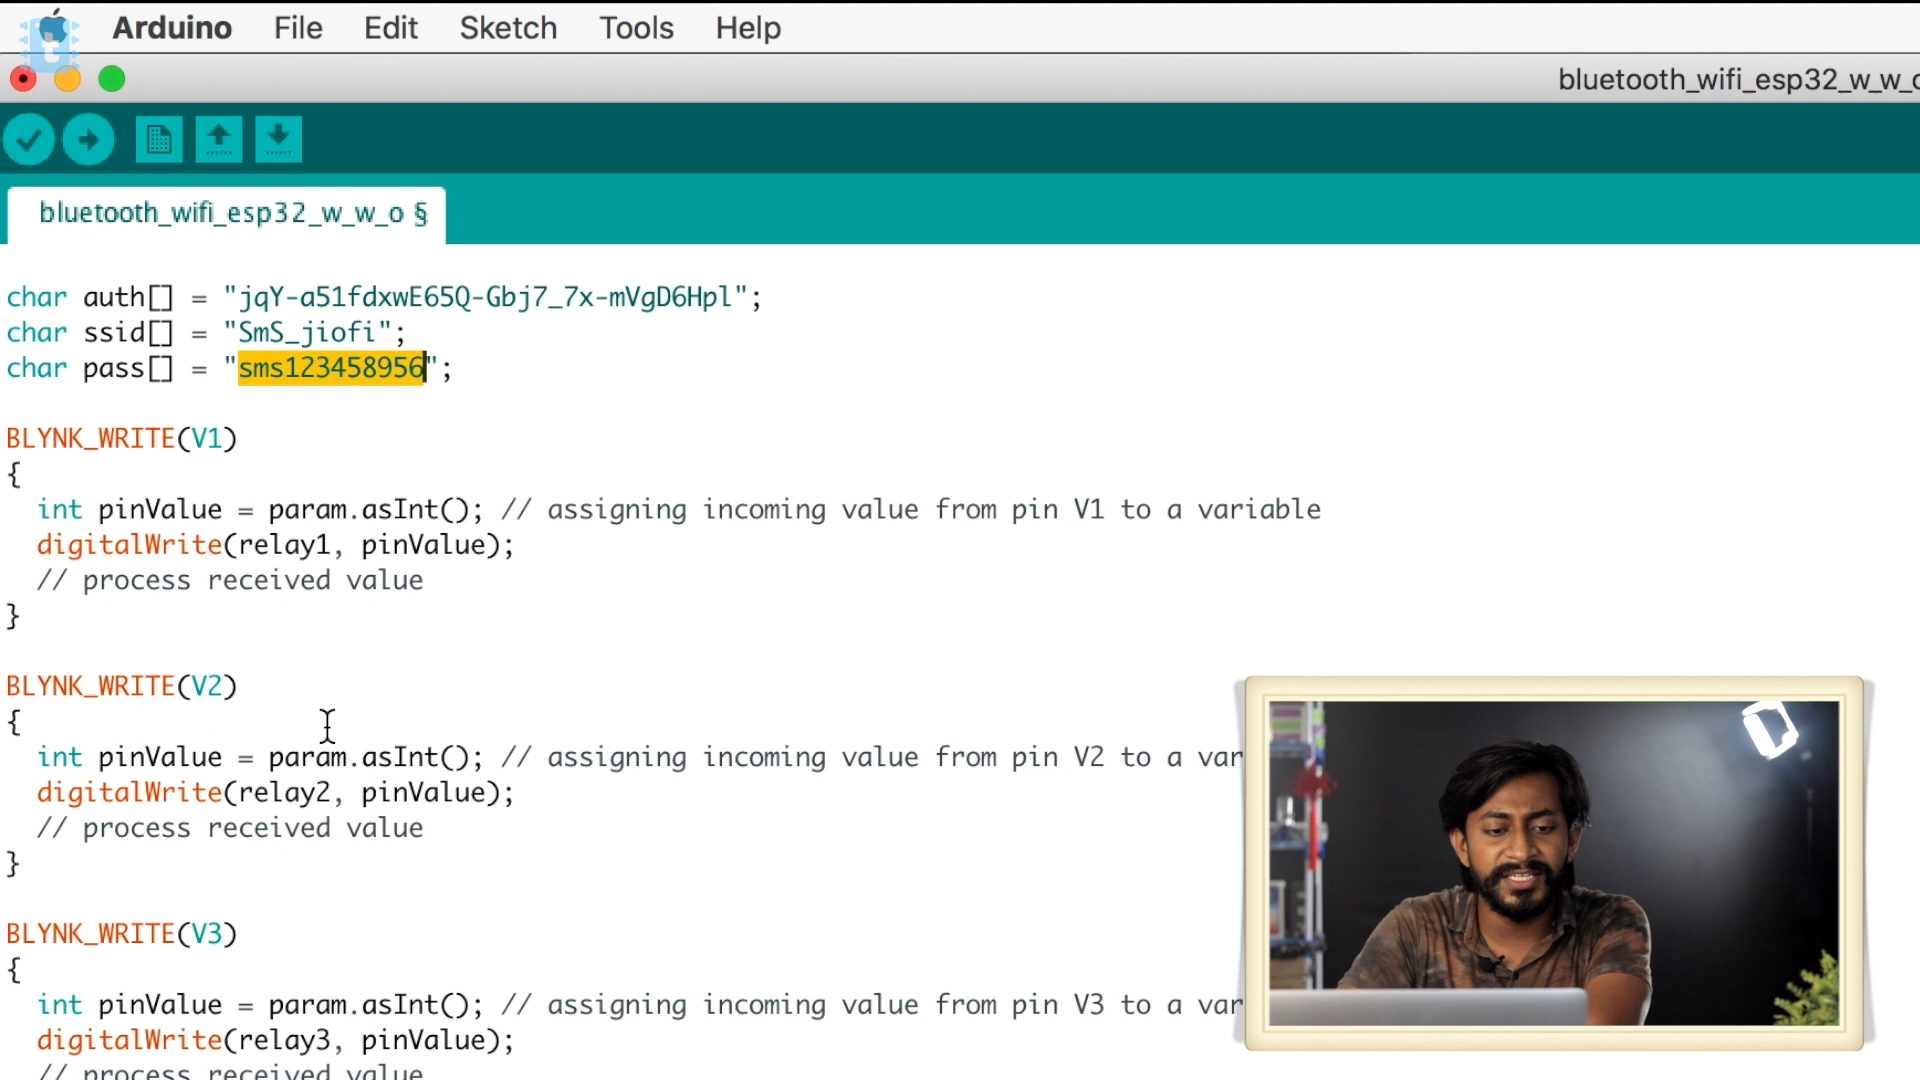 Arduino File Edit Sketch Tools Help
bluetooth_wifi_esp32_w_w_o
bluetooth_wifi_esp32_w_w_o §
char auth[] = "jqY-a51fdxwE65Q-Gbj7_7x-mVgD6Hpl";
char ssid[] = "SmS_jiofi";
char pass[] = "sms123458956";
BLYNK_WRITE(V1)
{
int pinValue = param.asInt(); // assigning incoming value from pin V1 to a variable
digitalWrite(relay1, pinValue);
// process received value
}
BLYNK_WRITE(V2)
{
int pinValue = param.asInt(); // assigning incoming value from pin V2 to a var
digitalWrite(relay2, pinValue);
// process received value
}
BLYNK_WRITE(V3)
{
int pinValue = param.asInt(); // assigning incoming value from pin V3 to a var
digitalWrite(relay3, pinValue);
// process received value